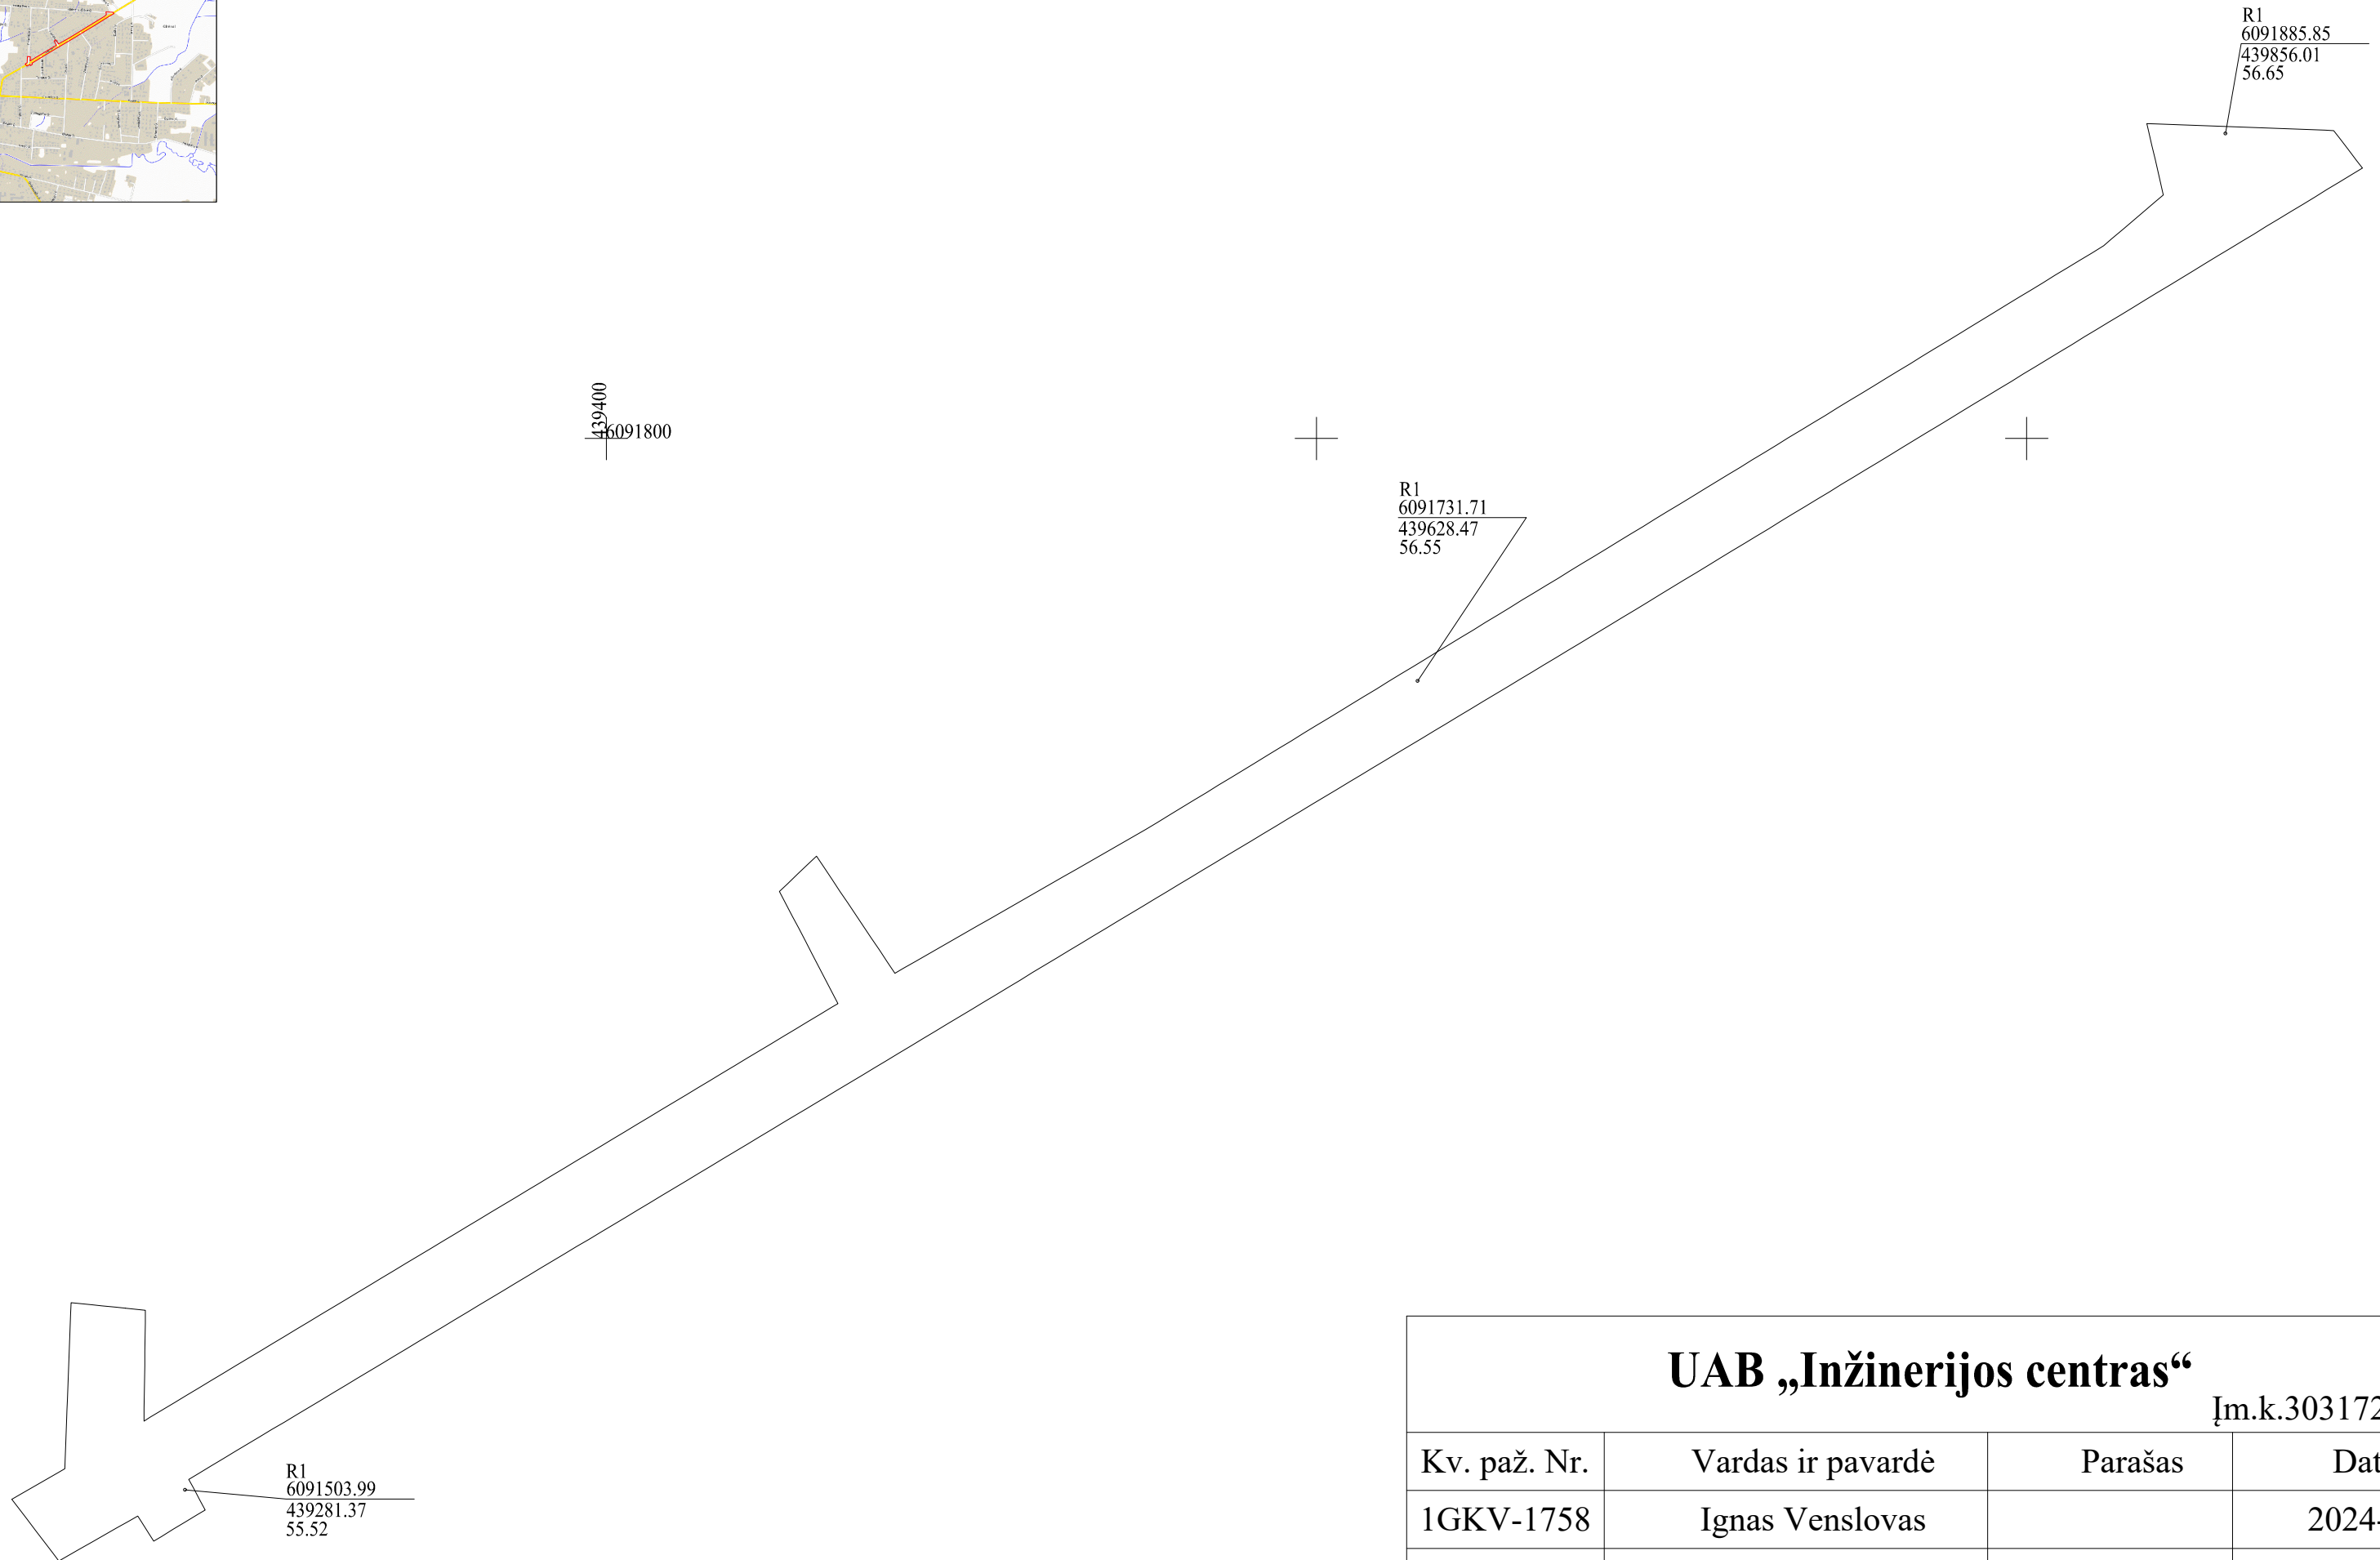 R1
6091885.85
439856.01
56.65
439400
6091800
R1
6091731.71
439628.47
56.55
R1
6091503.99
439281.37
55.52
UAB „Inžinerijos centras“
Įm.k.303172
Kv. paž. Nr. Vardas ir pavardė Parašas Dat
1GKV-1758 Ignas Venslovas 2024-